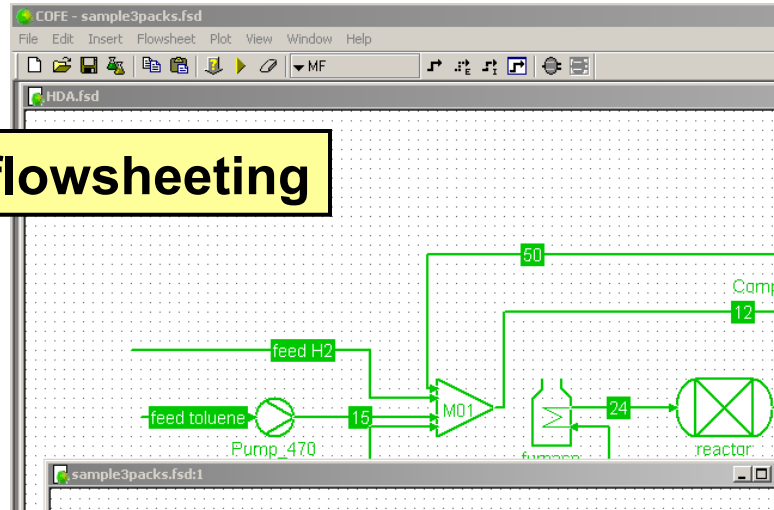 COFE - sample3packs.fsd
File Edit Insert Flowsheet Plot View Window Help
MF
HDA.fsd
flowsheeting
50
Comp
12
feed H2
feed toluene
15
M01
24
Pump_470
furnace
reactor
sample3packs.fsd:1